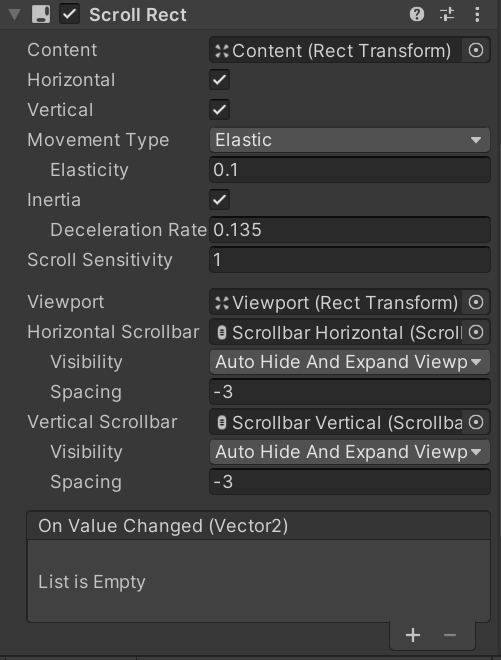 Scroll Rect
Content Content (Rect Transform)
Horizontal
Vertical
Movement Type Elastic
Elasticity 0.1
Inertia
Deceleration Rate 0.135
Scroll Sensitivity 1
Viewport Viewport (Rect Transform)
Horizontal Scrollbar Scrollbar Horizontal (Scroll
Visibility Auto Hide And Expand Viewp
Spacing -3
Vertical Scrollbar Scrollbar Vertical (Scrollba
Visibility Auto Hide And Expand Viewp
Spacing -3
On Value Changed (Vector2)
List is Empty
+ −